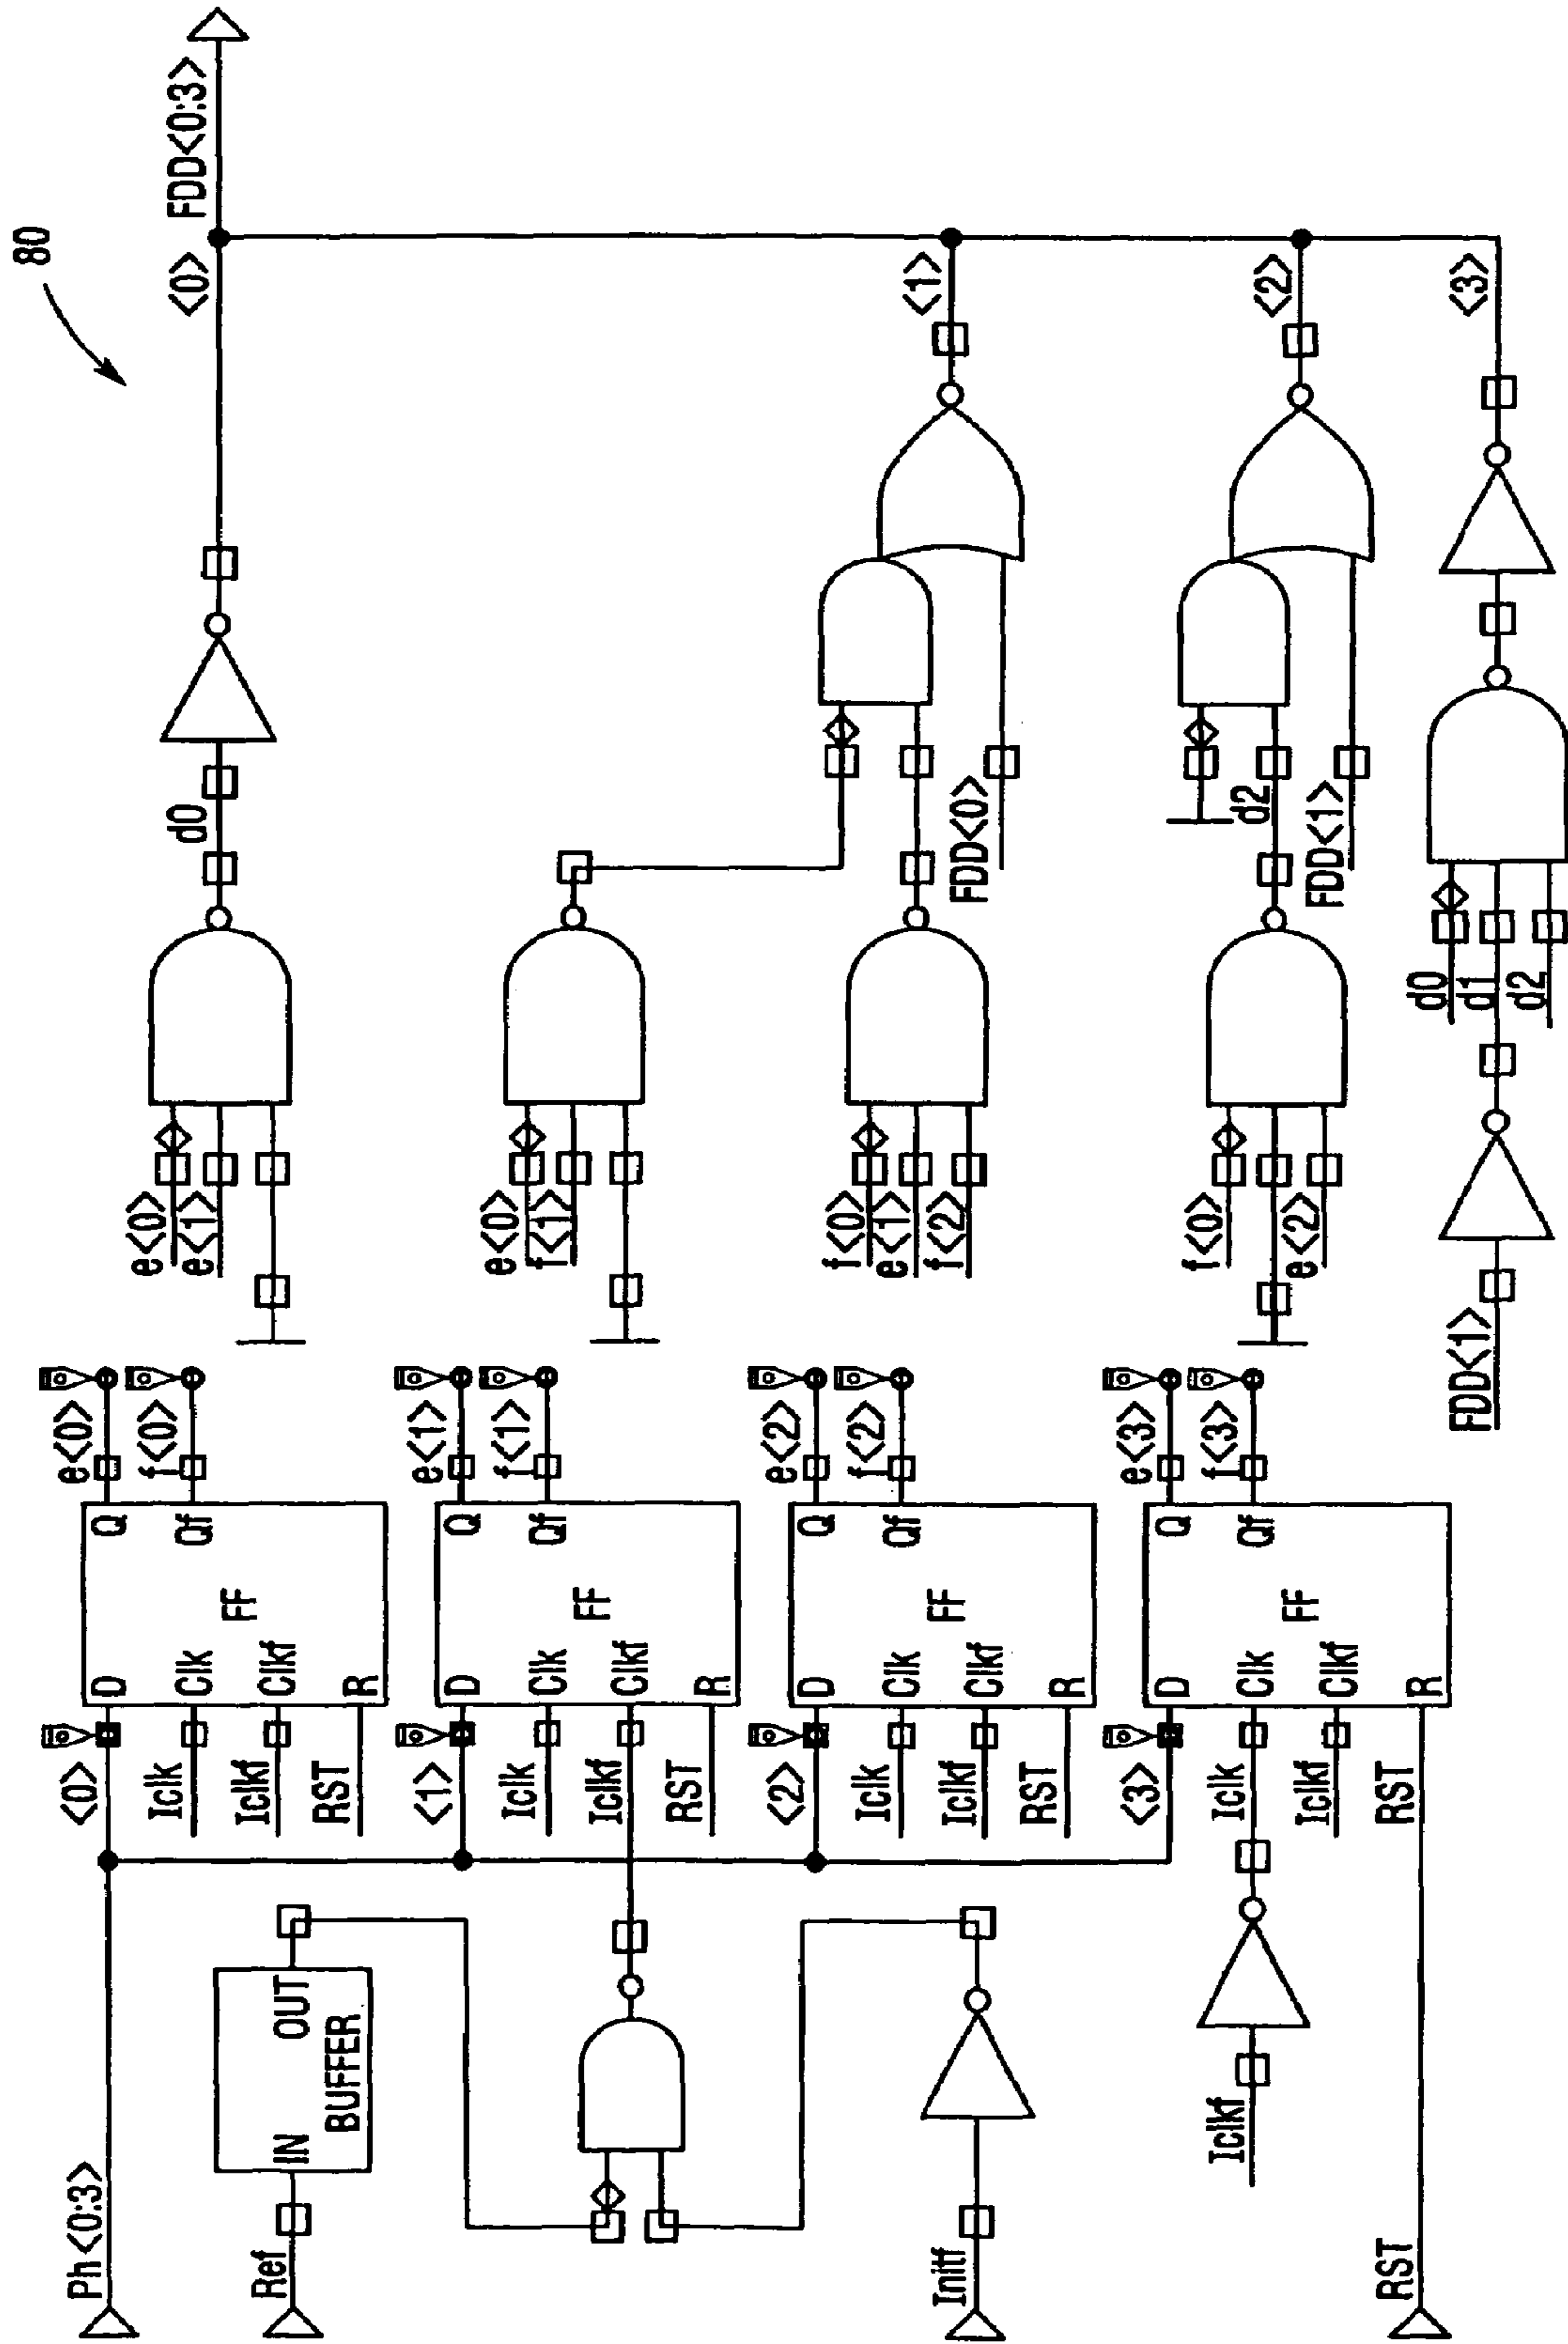 80
Ph<0:3>
Ref
IN
OUT
BUFFER
Initf
Iclkf
RST
<0>
Iclk
Iclkf
RST
D
Clk
Clkf
R
FF
Q
Qf
e<0>
f<0>
<1>
Iclk
Iclkf
RST
D
Clk
Clkf
R
FF
Q
Qf
e<1>
f<1>
<2>
Iclk
Iclkf
RST
D
Clk
Clkf
R
FF
Q
Qf
e<2>
f<2>
<3>
Iclk
Iclkf
RST
D
Clk
Clkf
R
FF
Q
Qf
e<3>
f<3>
e<0>
e<1>
d0
<0>
FDD<0:3>
e<0>
f<1>
f<0>
e<1>
f<2>
FDD<0>
<1>
f<0>
e<2>
d2
FDD<1>
<2>
FDD<1>
d0
d1
d2
<3>